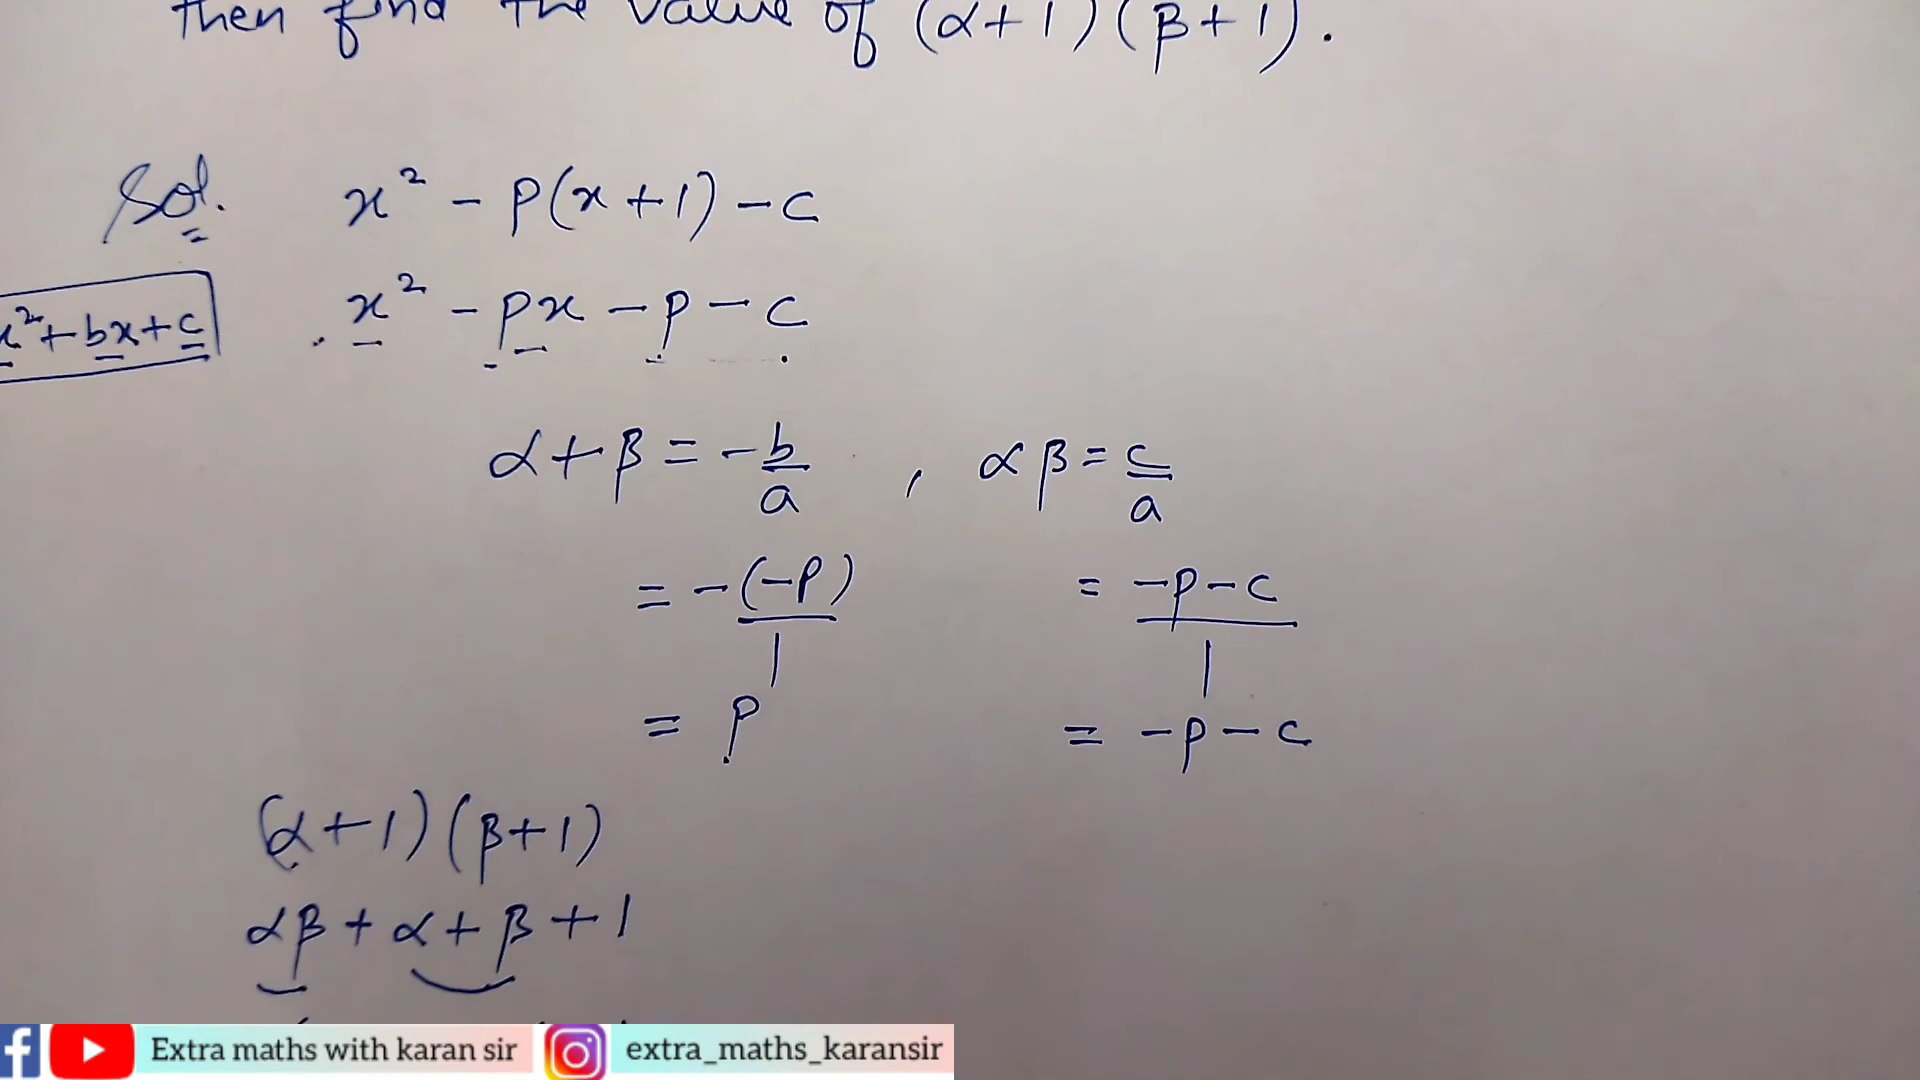 then find the value of (α+1)(β+1).
Sol. x² - p(x+1) - c
x² - px - p - c
x²+bx+c
α+β = -b/a , αβ = c/a
= -(-p)/1 = -p-c/1
= p = -p-c
(α+1)(β+1)
αβ + α + β + 1
Extra maths with karan sir extra_maths_karansir